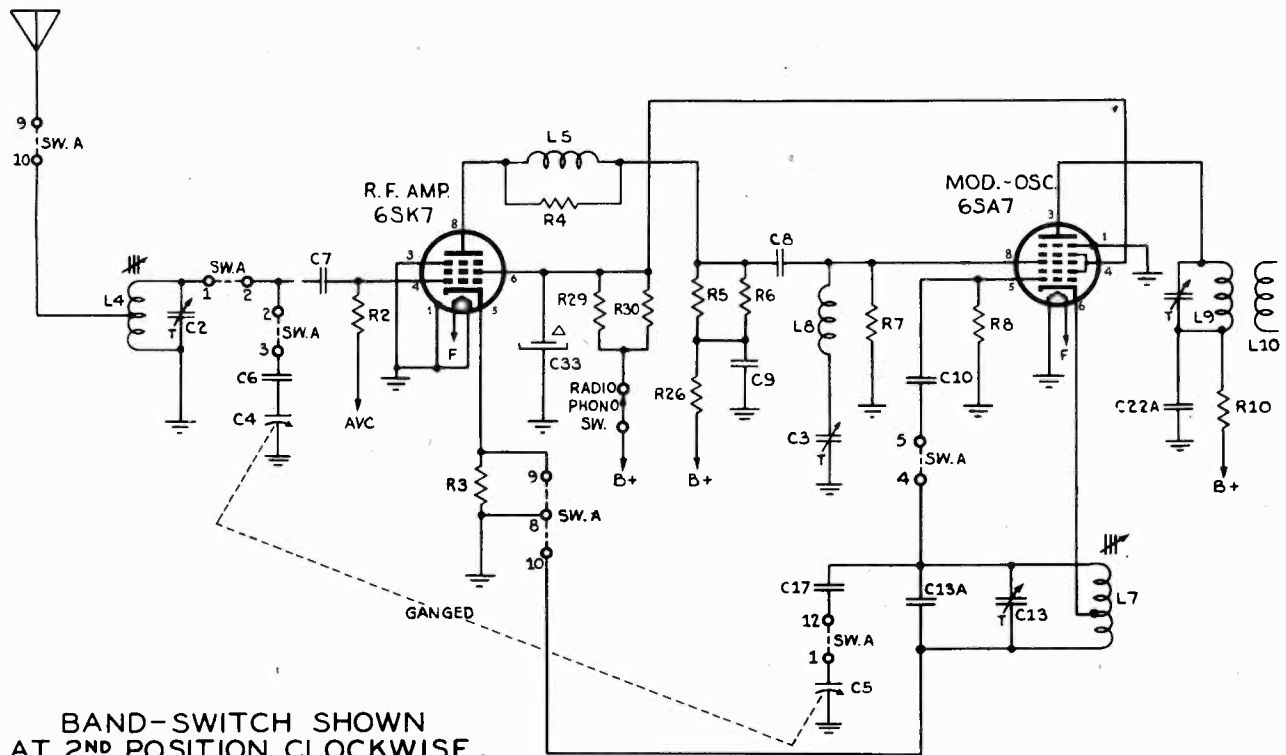 9
SW. A
10
L4
T
C2
SW.A
1
2
2
SW.A
3
C6
C4
C7
R2
AVC
R.F. AMP.
6SK7
8
3
4
6
1
5
F
L5
R4
R3
9
8
SW. A
10
C33
R29
R30
RADIO
PHONO
SW.
B+
R5
R6
R26
C9
B+
C8
L8
C3
T
R7
MOD.-OSC.
6SA7
3
1
8
4
5
6
F
R8
C10
5
SW. A
4
T
L9
L10
C22A
R10
B+
C17
12
SW. A
1
C5
C13A
T
C13
L7
GANGED
BAND-SWITCH SHOWN
AT 2ND POSITION CLOCKWISE.